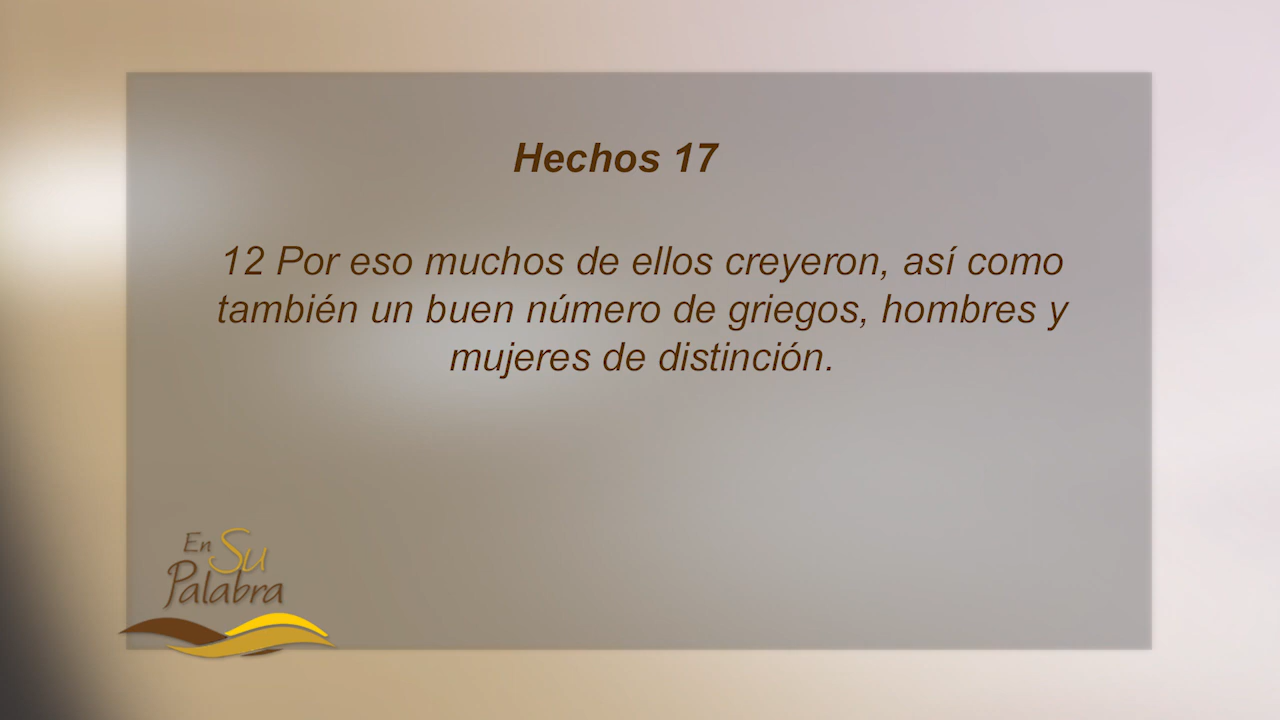 Hechos 17
12 Por eso muchos de ellos creyeron, así como
también un buen número de griegos, hombres y
mujeres de distinción.
En Su
Palabra